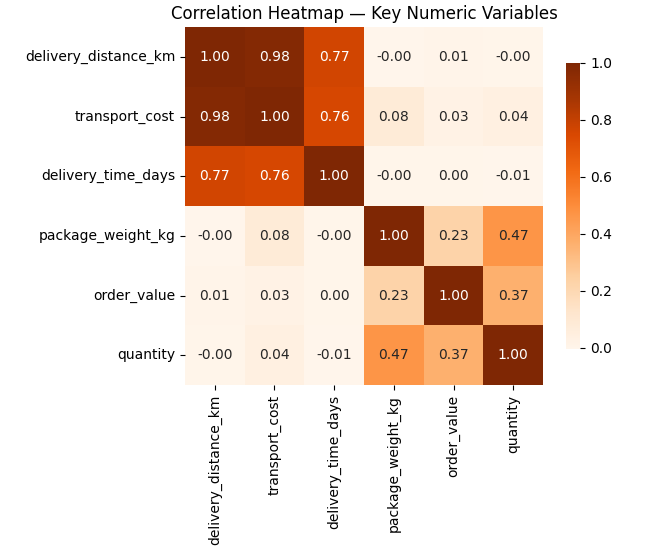 Correlation Heatmap — Key Numeric Variables
delivery_distance_km 1.00 0.98 0.77 -0.00 0.01 -0.00
transport_cost 0.98 1.00 0.76 0.08 0.03 0.04
delivery_time_days 0.77 0.76 1.00 -0.00 0.00 -0.01
package_weight_kg -0.00 0.08 -0.00 1.00 0.23 0.47
order_value 0.01 0.03 0.00 0.23 1.00 0.37
quantity -0.00 0.04 -0.01 0.47 0.37 1.00
delivery_distance_km
transport_cost
delivery_time_days
package_weight_kg
order_value
quantity
1.0
0.8
0.6
0.4
0.2
0.0